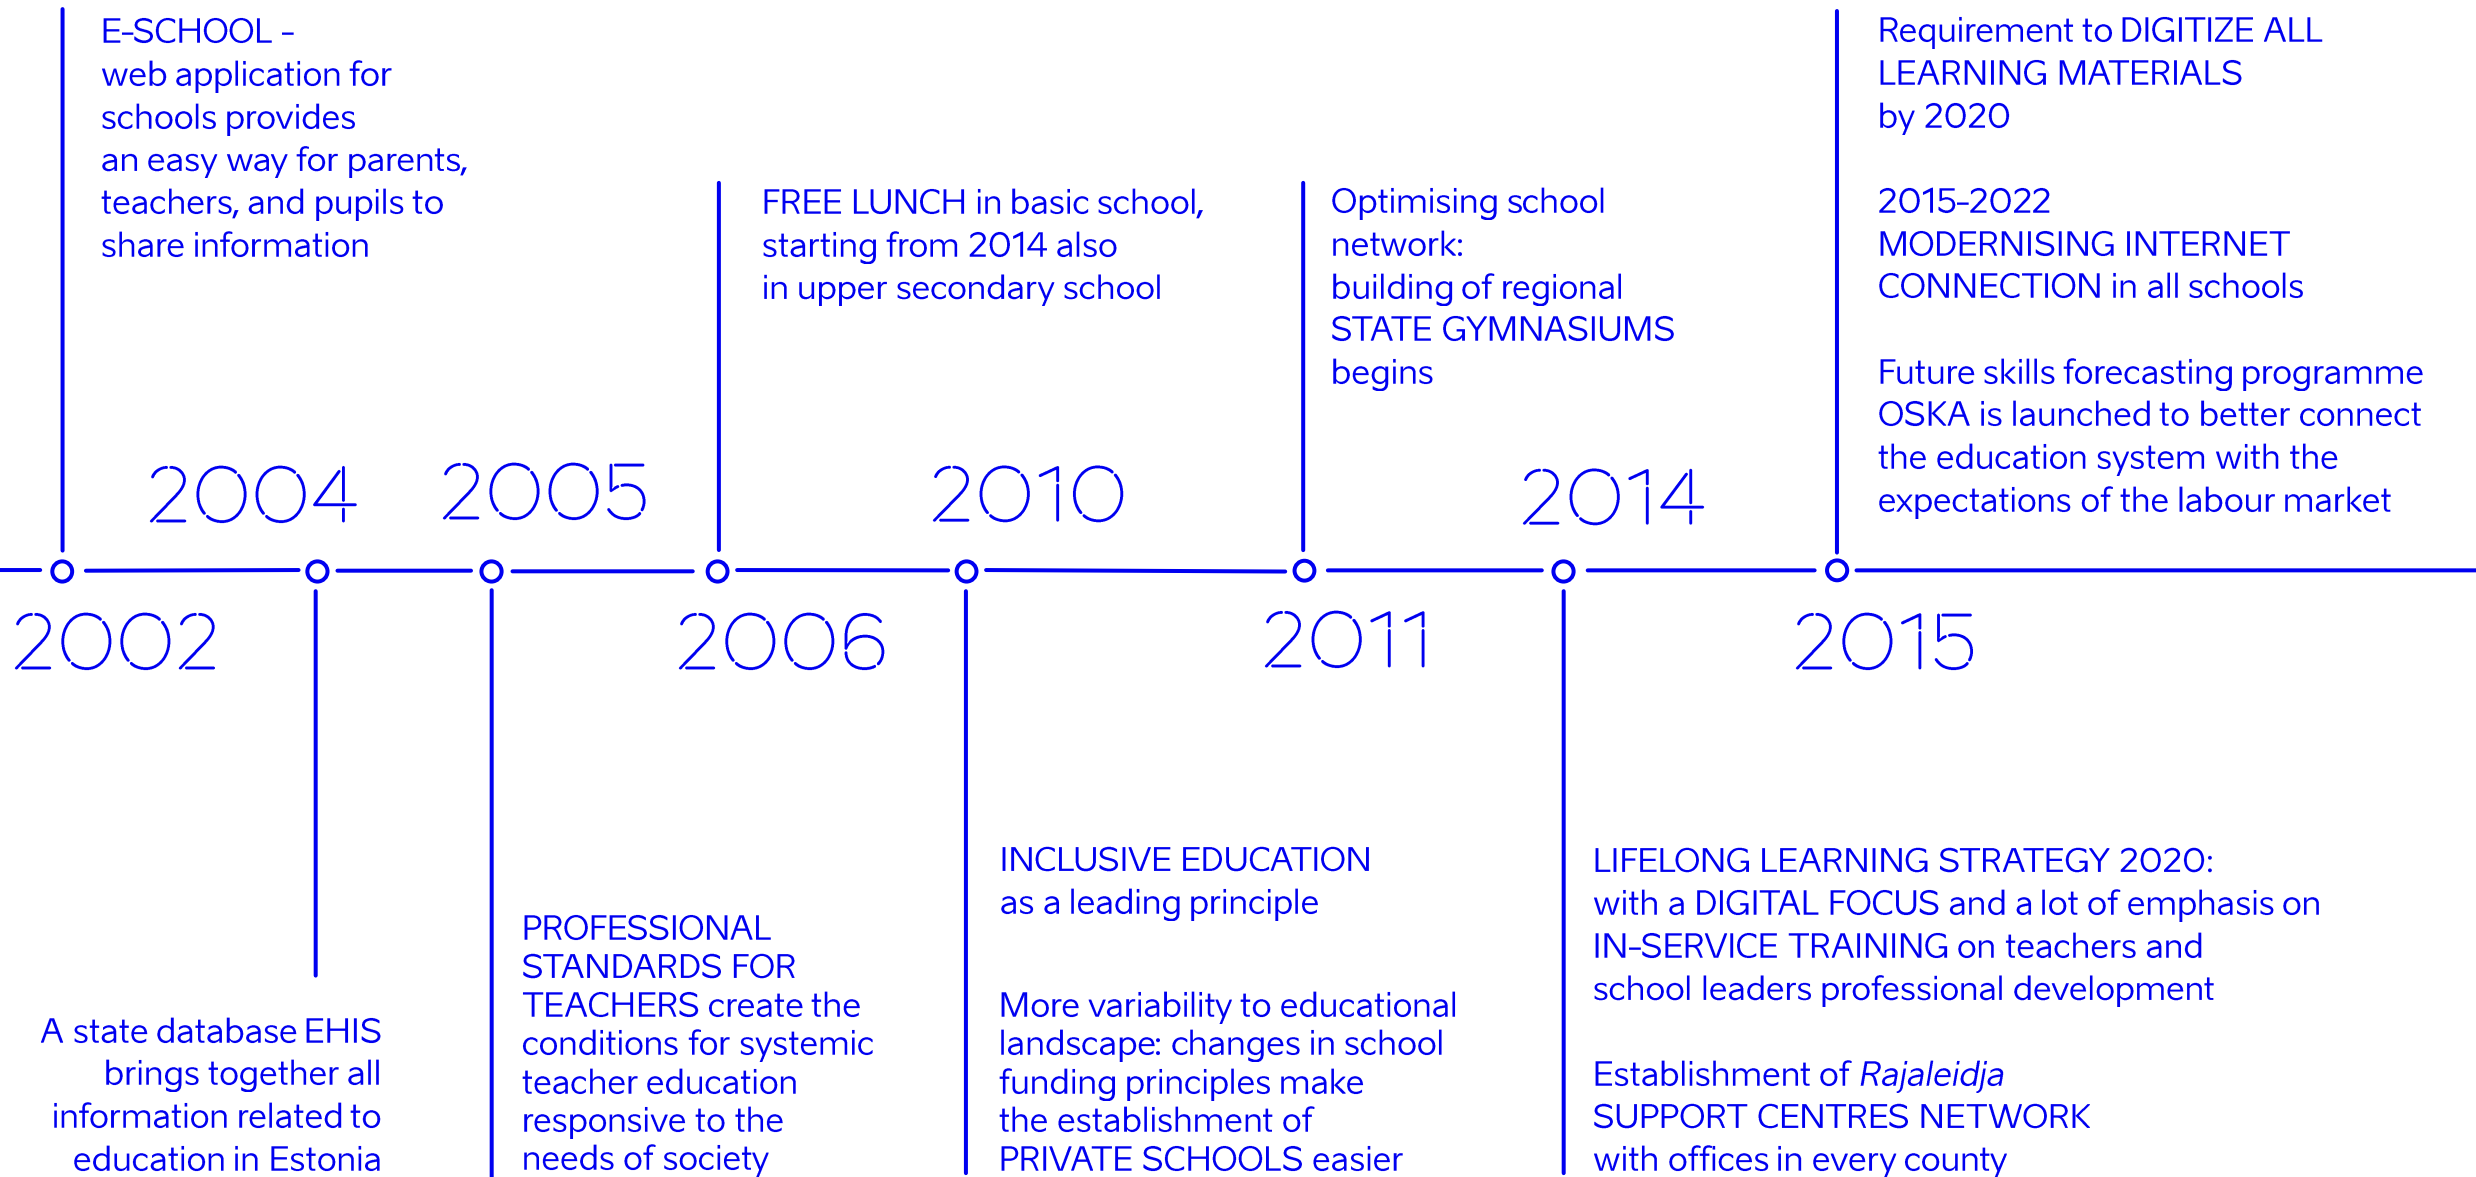 E-SCHOOL -
web application for
schools provides
an easy way for parents,
teachers, and pupils to
share information
2002
2004
A state database EHIS
brings together all
information related to
education in Estonia
2005
PROFESSIONAL
STANDARDS FOR
TEACHERS create the
conditions for systemic
teacher education
responsive to the
needs of society
FREE LUNCH in basic school,
starting from 2014 also
in upper secondary school
2006
2010
INCLUSIVE EDUCATION
as a leading principle
More variability to educational
landscape: changes in school
funding principles make
the establishment of
PRIVATE SCHOOLS easier
Optimising school
network:
building of regional
STATE GYMNASIUMS
begins
2011
2014
LIFELONG LEARNING STRATEGY 2020:
with a DIGITAL FOCUS and a lot of emphasis on
IN-SERVICE TRAINING on teachers and
school leaders professional development
Establishment of Rajaleidja
SUPPORT CENTRES NETWORK
with offices in every county
Requirement to DIGITIZE ALL
LEARNING MATERIALS
by 2020
2015-2022
MODERNISING INTERNET
CONNECTION in all schools
Future skills forecasting programme
OSKA is launched to better connect
the education system with the
expectations of the labour market
2015